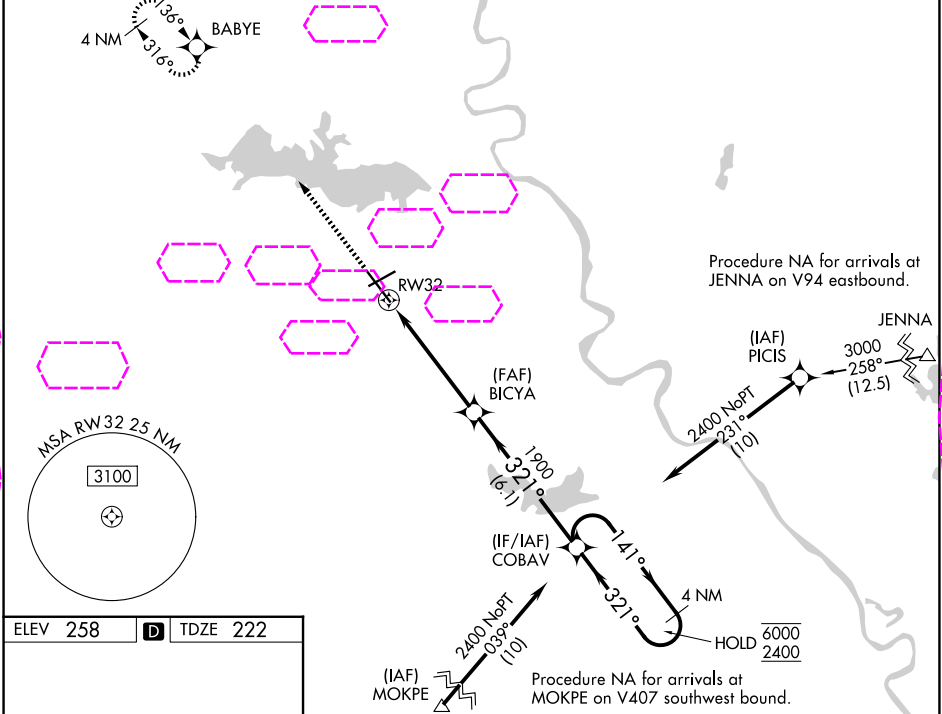 136°
BABYE
4 NM
316°
RW32
Procedure NA for arrivals at
JENNA on V94 eastbound.
JENNA
(IAF)
PICIS
3000
258°
(12.5)
(FAF)
BICYA
2400 NoPT
231°
(10)
MSA RW32 25 NM
3100
1900
321°
(6.1)
(IF/IAF)
COBAV
141°
321°
4 NM
HOLD 6000
2400
ELEV 258 D TDZE 222
2400 NoPT
039°
(10)
(IAF)
MOKPE
Procedure NA for arrivals at
MOKPE on V407 southwest bound.